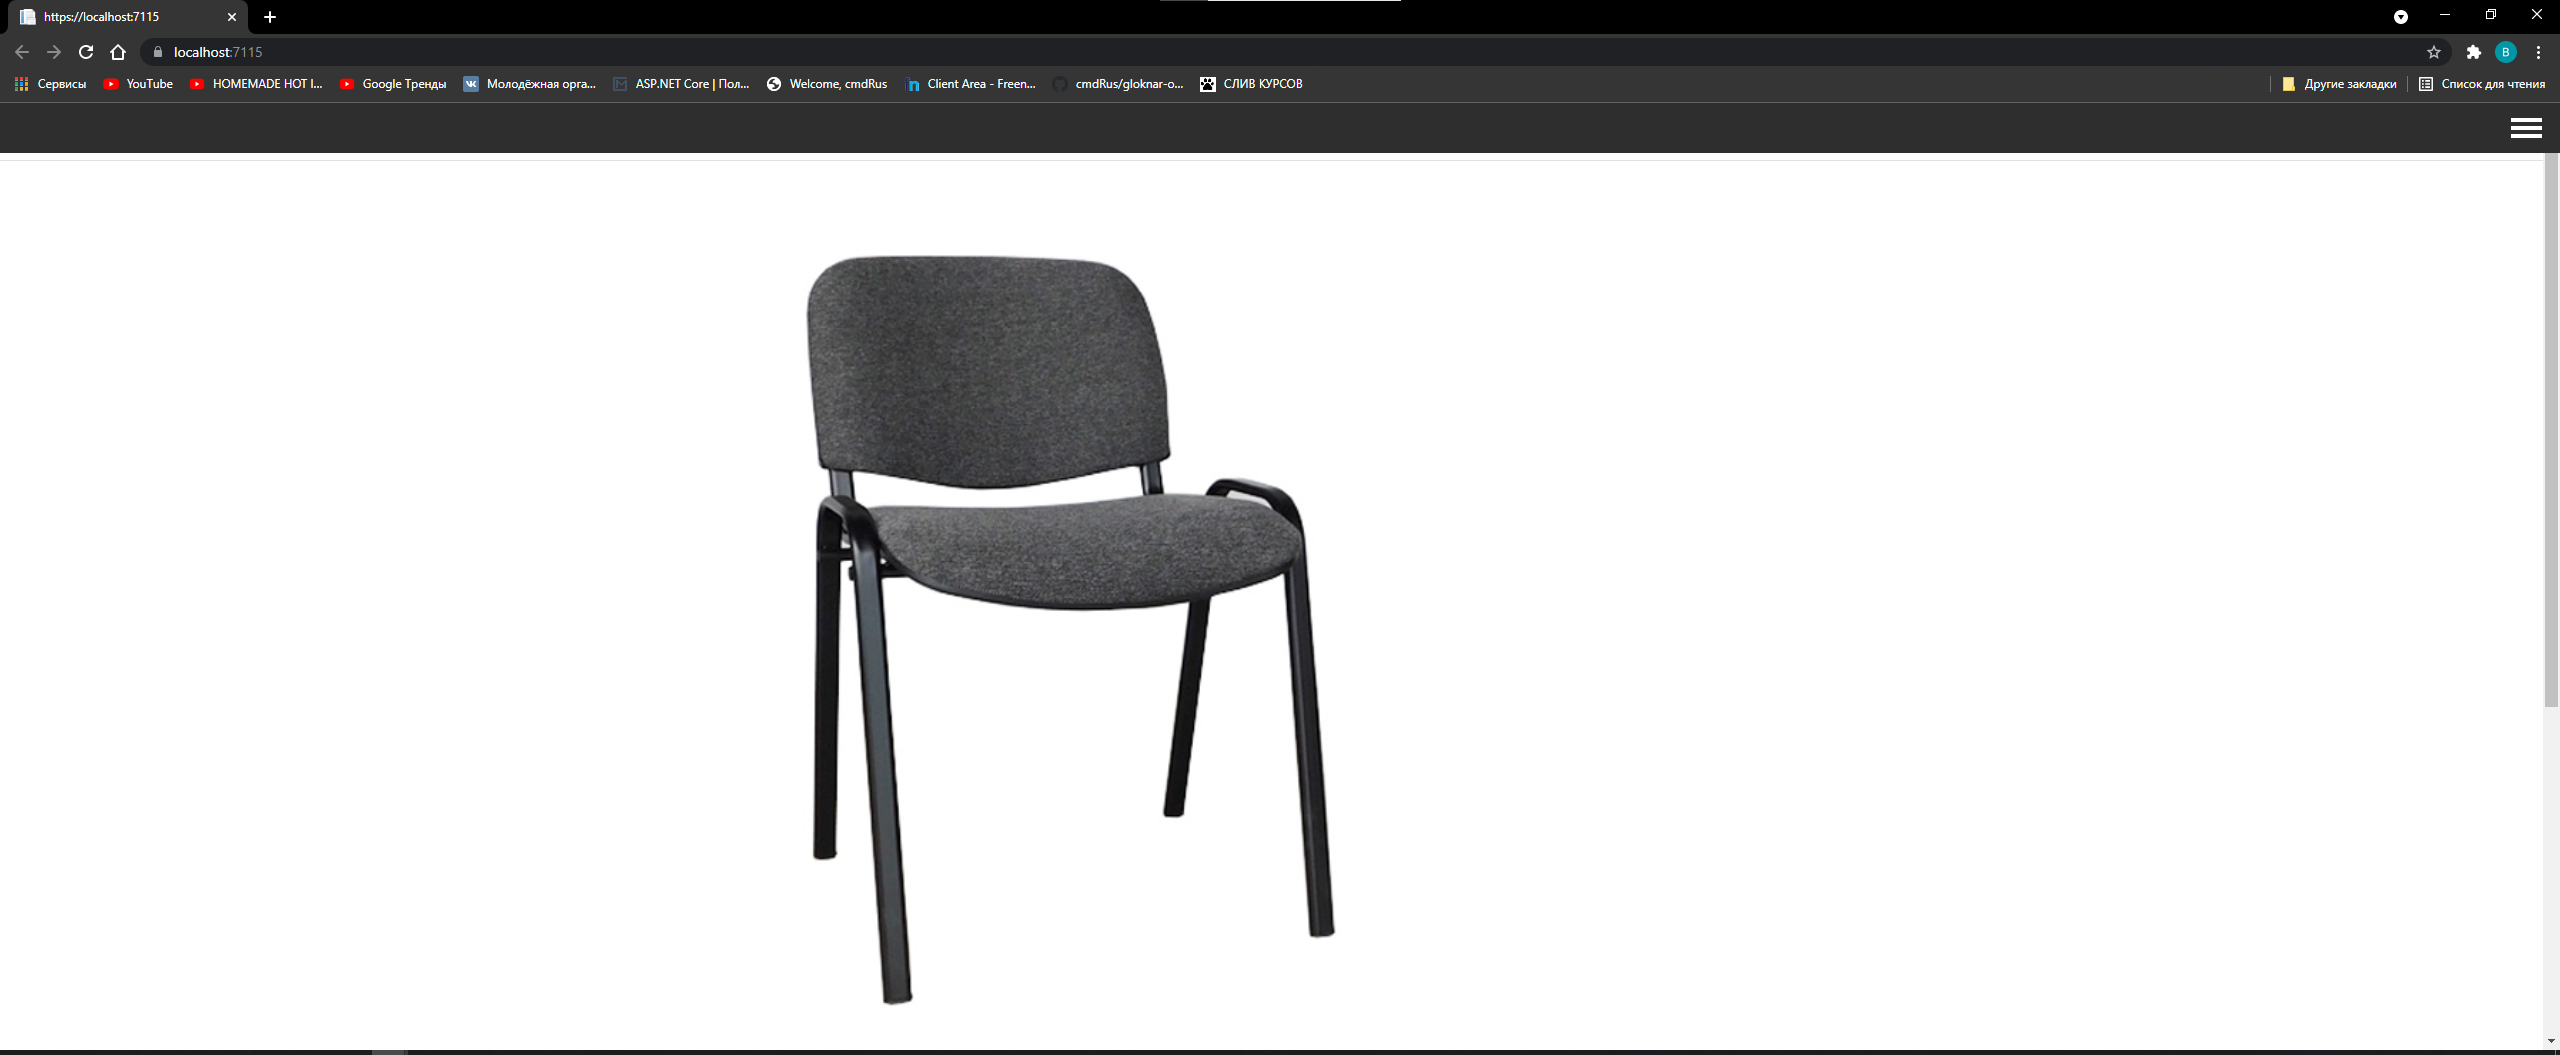 https://localhost:7115
localhost:7115
B
Сервисы YouTube HOMEMADE HOT I... Google Тренды Молодёжная орга... ASP.NET Core | Пол... Welcome, cmdRus Client Area - Freen... cmdRus/gloknar-o... СЛИВ КУРСОВ Другие закладки Список для чтения